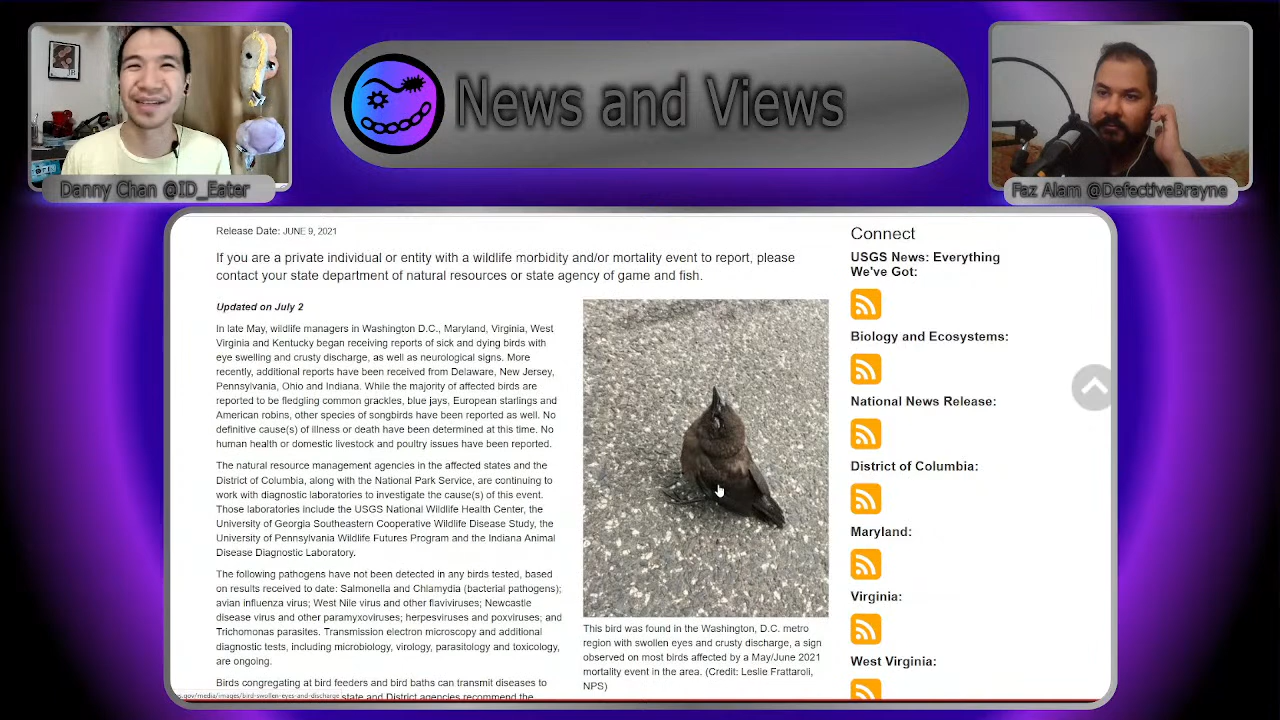 News and Views
Danny Chan @ID_Eater
Faz Alam @DefectiveBrayne
Release Date: JUNE 9, 2021
If you are a private individual or entity with a wildlife morbidity and/or mortality event to report, please
contact your state department of natural resources or state agency of game and fish.
Updated on July 2
In late May, wildlife managers in Washington D.C., Maryland, Virginia, West
Virginia and Kentucky began receiving reports of sick and dying birds with
eye swelling and crusty discharge, as well as neurological signs. More
recently, additional reports have been received from Delaware, New Jersey,
Pennsylvania, Ohio and Indiana. While the majority of affected birds are
reported to be fledgling common grackles, blue jays, European starlings and
American robins, other species of songbirds have been reported as well. No
definitive cause(s) of illness or death have been determined at this time. No
human health or domestic livestock and poultry issues have been reported.
The natural resource management agencies in the affected states and the
District of Columbia, along with the National Park Service, are continuing to
work with diagnostic laboratories to investigate the cause(s) of this event.
Those laboratories include the USGS National Wildlife Health Center, the
University of Georgia Southeastern Cooperative Wildlife Disease Study, the
University of Pennsylvania Wildlife Futures Program and the Indiana Animal
Disease Diagnostic Laboratory.
The following pathogens have not been detected in any birds tested, based
on results received to date: Salmonella and Chlamydia (bacterial pathogens);
avian influenza virus; West Nile virus and other flaviviruses; Newcastle
disease virus and other paramyxoviruses; herpesviruses and poxviruses; and
Trichomonas parasites. Transmission electron microscopy and additional
diagnostic tests, including microbiology, virology, parasitology and toxicology,
are ongoing.
Birds congregating at bird feeders and bird baths can transmit diseases to
state and District agencies recommend the
This bird was found in the Washington, D.C. metro
region with swollen eyes and crusty discharge, a sign
observed on most birds affected by a May/June 2021
mortality event in the area. (Credit: Leslie Frattaroli,
NPS)
Connect
USGS News: Everything
We've Got:
Biology and Ecosystems:
National News Release:
District of Columbia:
Maryland:
Virginia:
West Virginia: